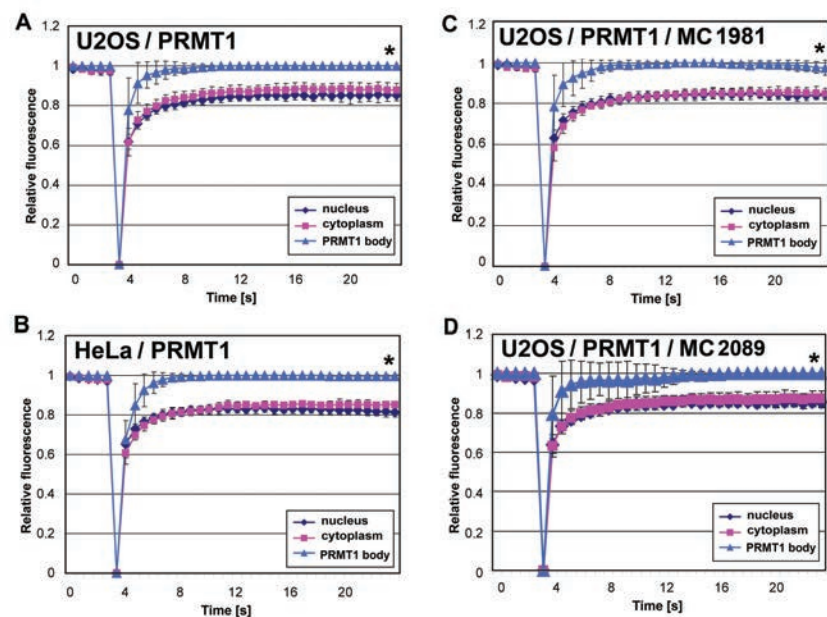 A
U2OS / PRMT1
*
1.2
1
0.8
0.6
0.4
0.2
0
Relative fluorescence
nucleus
cytoplasm
PRMT1 body
0 4 8 12 16 20
Time [s]
B
HeLa / PRMT1
*
1.2
1
0.8
0.6
0.4
0.2
0
Relative fluorescence
nucleus
cytoplasm
PRMT1 body
0 4 8 12 16 20
Time [s]
C
U2OS / PRMT1 / MC 1981
*
1.2
1
0.8
0.6
0.4
0.2
0
Relative fluorescence
nucleus
cytoplasm
PRMT1 body
0 4 8 12 16 20
Time [s]
D
U2OS / PRMT1 / MC 2089
*
1.2
1
0.8
0.6
0.4
0.2
0
Relative fluorescence
nucleus
cytoplasm
PRMT1 body
0 4 8 12 16 20
Time [s]